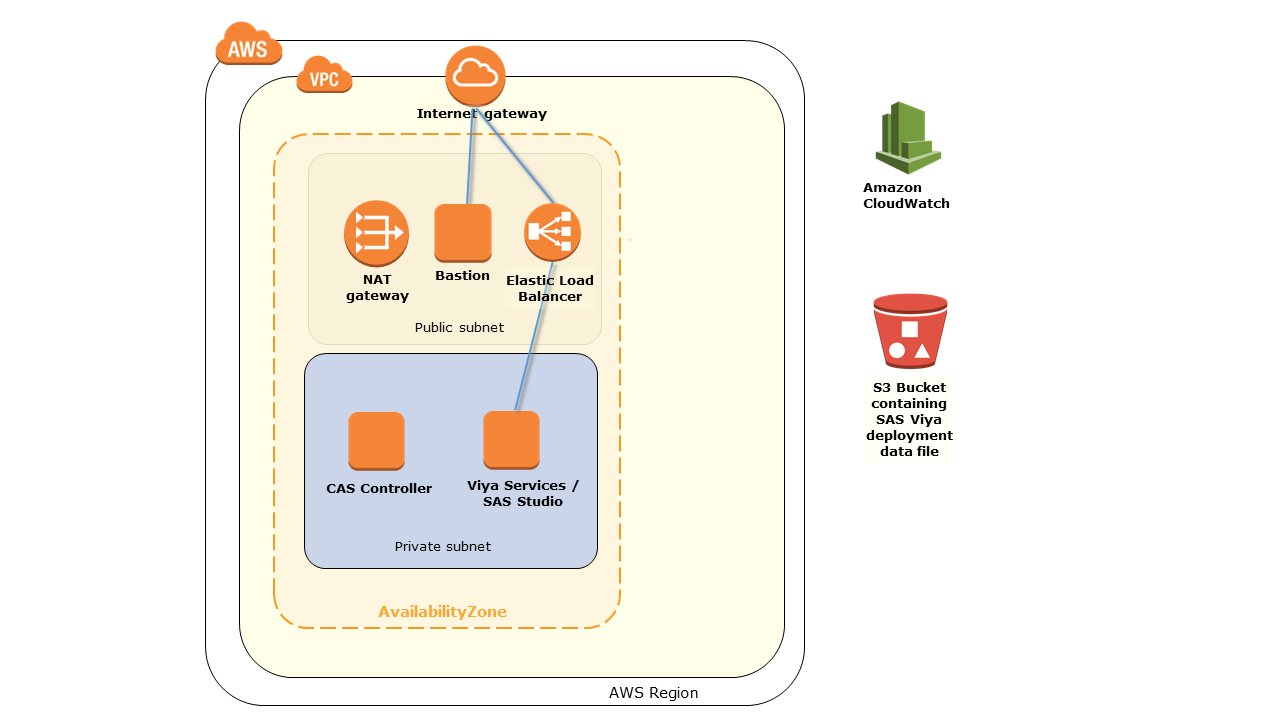 AWS
VPC
Internet gateway
NAT
gateway
Bastion
Elastic Load
Balancer
Public subnet
CAS Controller
Viya Services /
SAS Studio
Private subnet
AvailabilityZone
AWS Region
Amazon
CloudWatch
S3 Bucket
containing
SAS Viya
deployment
data file